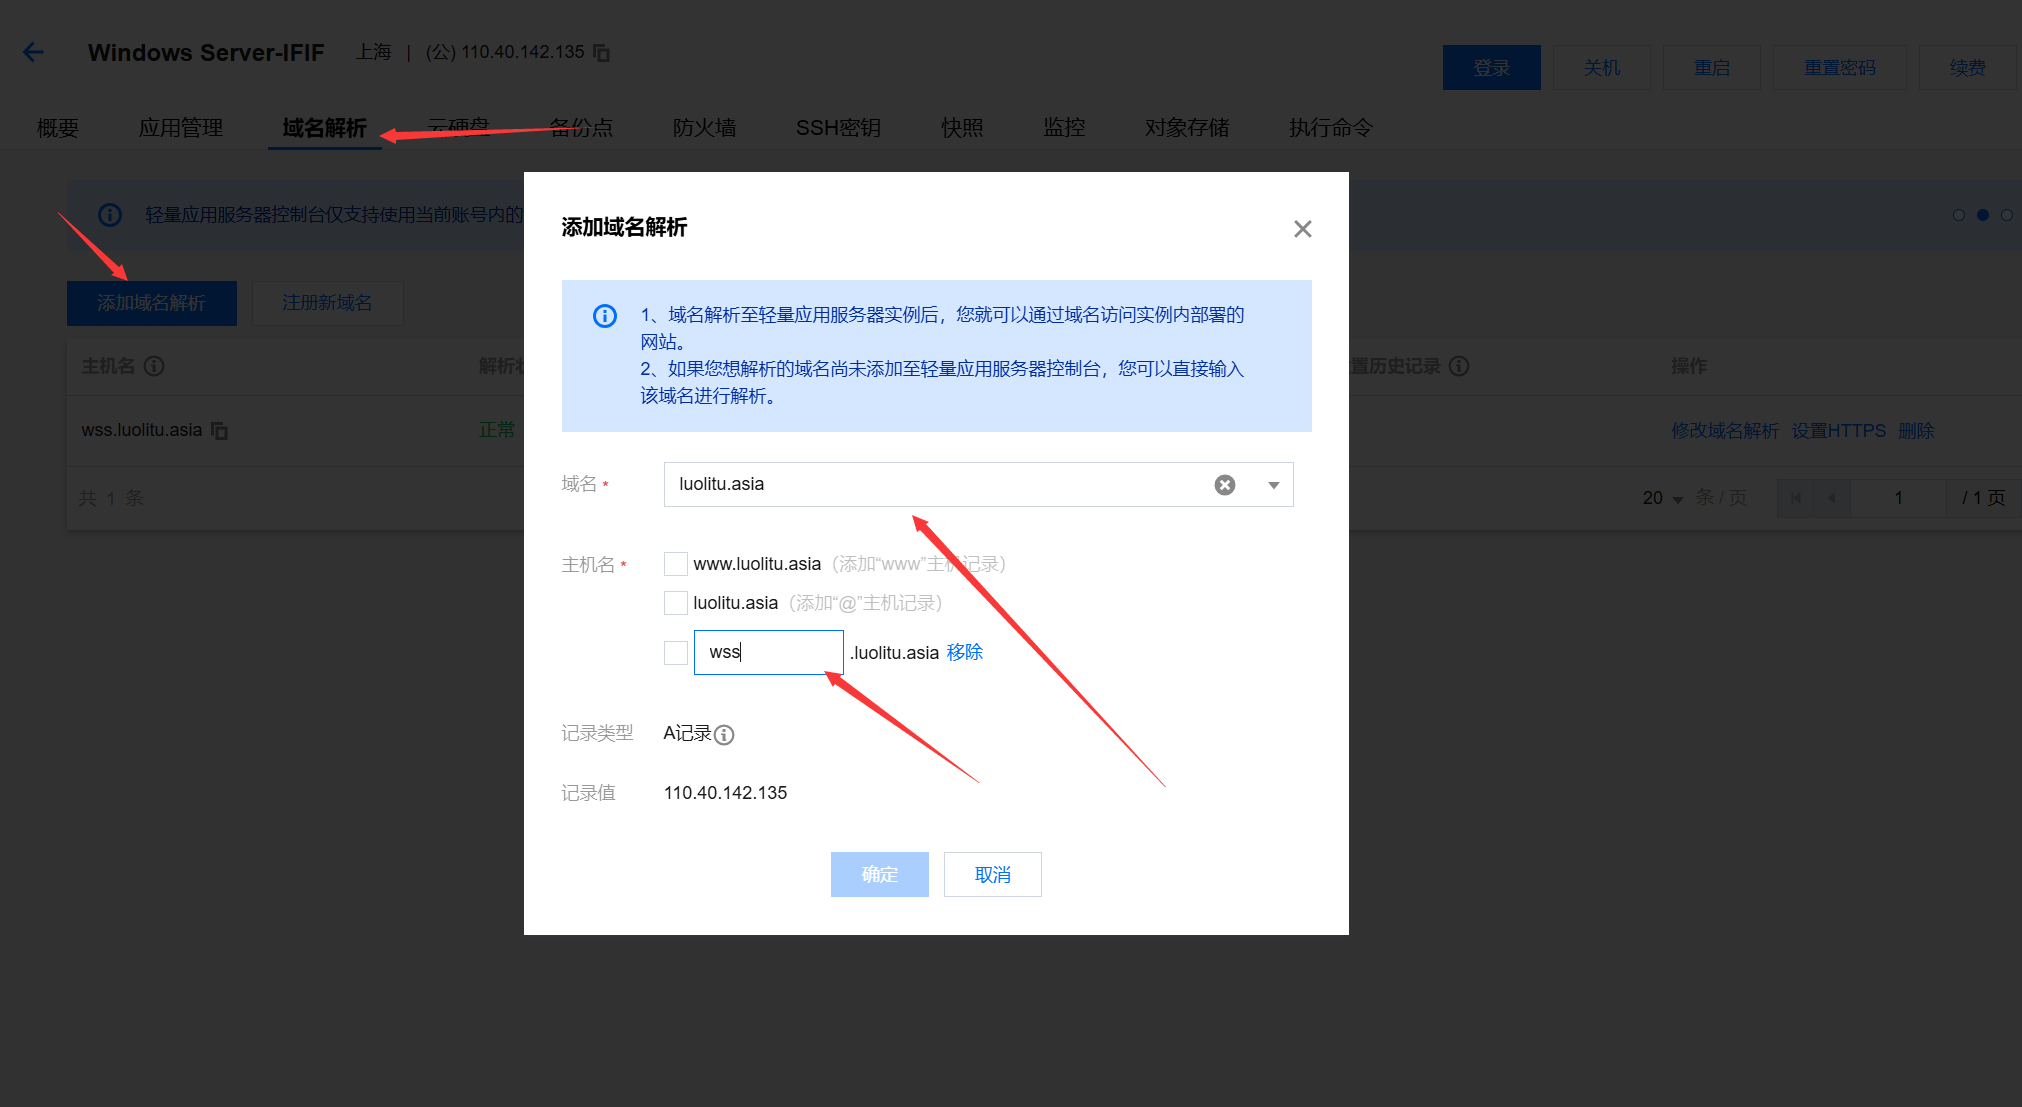 Windows Server-IFIF 上海 | (公) 110.40.142.135
登录 关机 重启 重置密码 续费
概要 应用管理 域名解析 云硬盘 备份点 防火墙 SSH密钥 快照 监控 对象存储 执行命令
轻量应用服务器控制台仅支持使用当前账号内的
添加域名解析 注册新域名
主机名 解析状 置历史记录 操作
wss.luolitu.asia 正常 修改域名解析 设置HTTPS 删除
共 1 条 20 条 / 页 1 / 1 页
添加域名解析
1、域名解析至轻量应用服务器实例后，您就可以通过域名访问实例内部署的
网站。
2、如果您想解析的域名尚未添加至轻量应用服务器控制台，您可以直接输入
该域名进行解析。
域名 * luolitu.asia
主机名 * www.luolitu.asia（添加“www”主机记录）
luolitu.asia（添加“@”主机记录）
wss .luolitu.asia 移除
记录类型 A记录
记录值 110.40.142.135
确定 取消